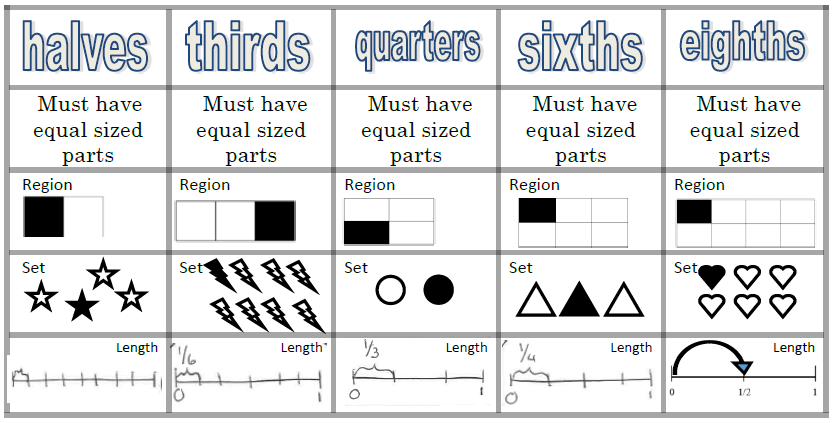 halves thirds quarters sixths eighths
Must have Must have Must have Must have Must have
equal sized equal sized equal sized equal sized equal sized
parts parts parts parts parts
Region Region Region Region Region
Set Set Set Set Set
Length Length Length Length Length
1/6 1/3 1/4
0 1 0 1 0 1 0 1/2 1